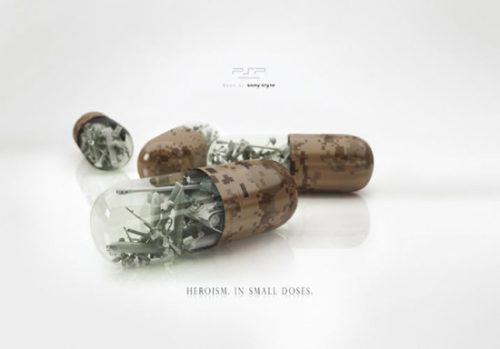 PSP
sony style
HEROISM. IN SMALL DOSES.